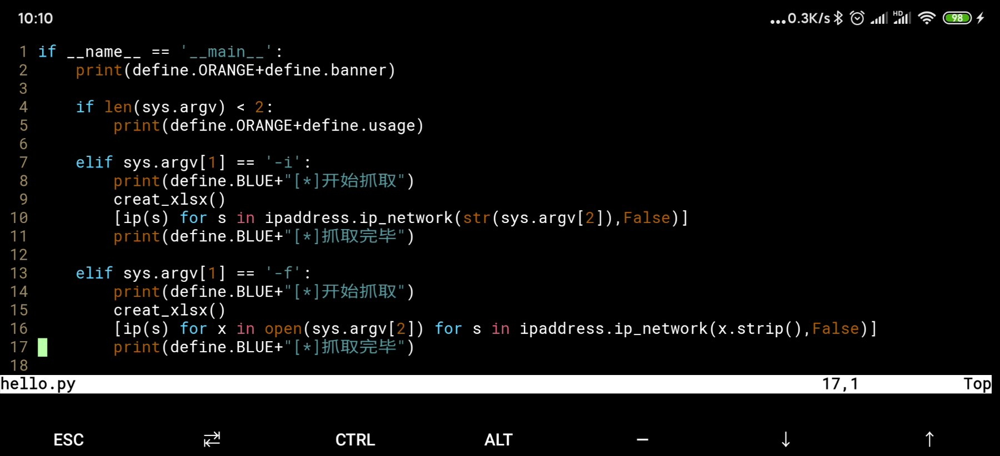 10:10 ...0.3K/s HD 98
1 if __name__ == '__main__':
2     print(define.ORANGE+define.banner)
3
4     if len(sys.argv) < 2:
5         print(define.ORANGE+define.usage)
6
7     elif sys.argv[1] == '-i':
8         print(define.BLUE+"[*]开始抓取")
9         creat_xlsx()
10         [ip(s) for s in ipaddress.ip_network(str(sys.argv[2]),False)]
11         print(define.BLUE+"[*]抓取完毕")
12
13     elif sys.argv[1] == '-f':
14         print(define.BLUE+"[*]开始抓取")
15         creat_xlsx()
16         [ip(s) for x in open(sys.argv[2]) for s in ipaddress.ip_network(x.strip(),False)]
17         print(define.BLUE+"[*]抓取完毕")
18
hello.py 17,1 Top
ESC ⇄ CTRL ALT – ↓ ↑